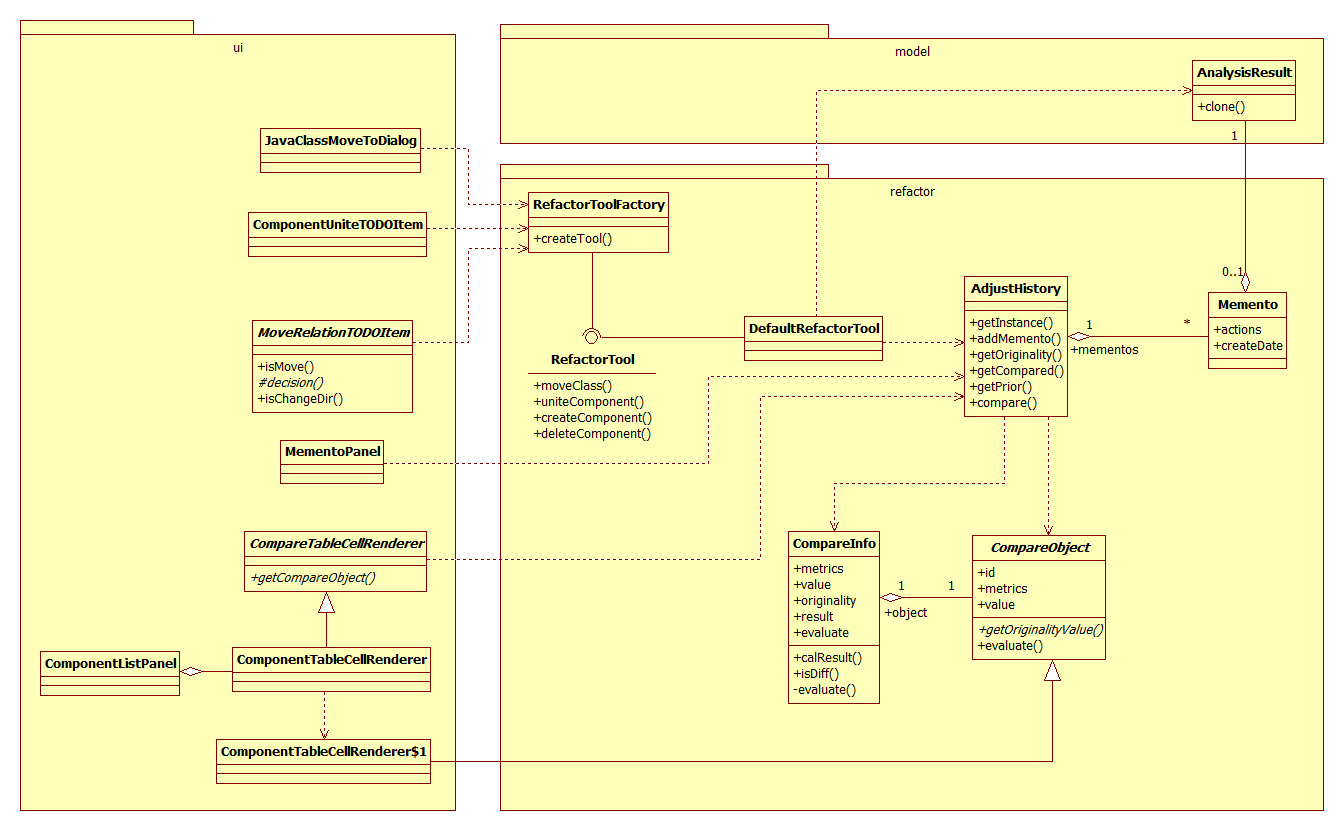 ui
JavaClassMoveToDialog
ComponentUniteTODOItem
MoveRelationTODOItem
+isMove()
#decision()
+isChangeDir()
MementoPanel
CompareTableCellRenderer
+getCompareObject()
ComponentListPanel
ComponentTableCellRenderer
ComponentTableCellRenderer$1
model
AnalysisResult
+clone()
1
0..1
refactor
RefactorToolFactory
+createTool()
RefactorTool
+moveClass()
+uniteComponent()
+createComponent()
+deleteComponent()
DefaultRefactorTool
AdjustHistory
+getInstance()
+addMemento()
+getOriginality()
+getCompared()
+getPrior()
+compare()
1
*
+mementos
Memento
+actions
+createDate
CompareInfo
+metrics
+value
+originality
+result
+evaluate
+calResult()
+isDiff()
-evaluate()
1
1
+object
CompareObject
+id
+metrics
+value
+getOriginalityValue()
+evaluate()